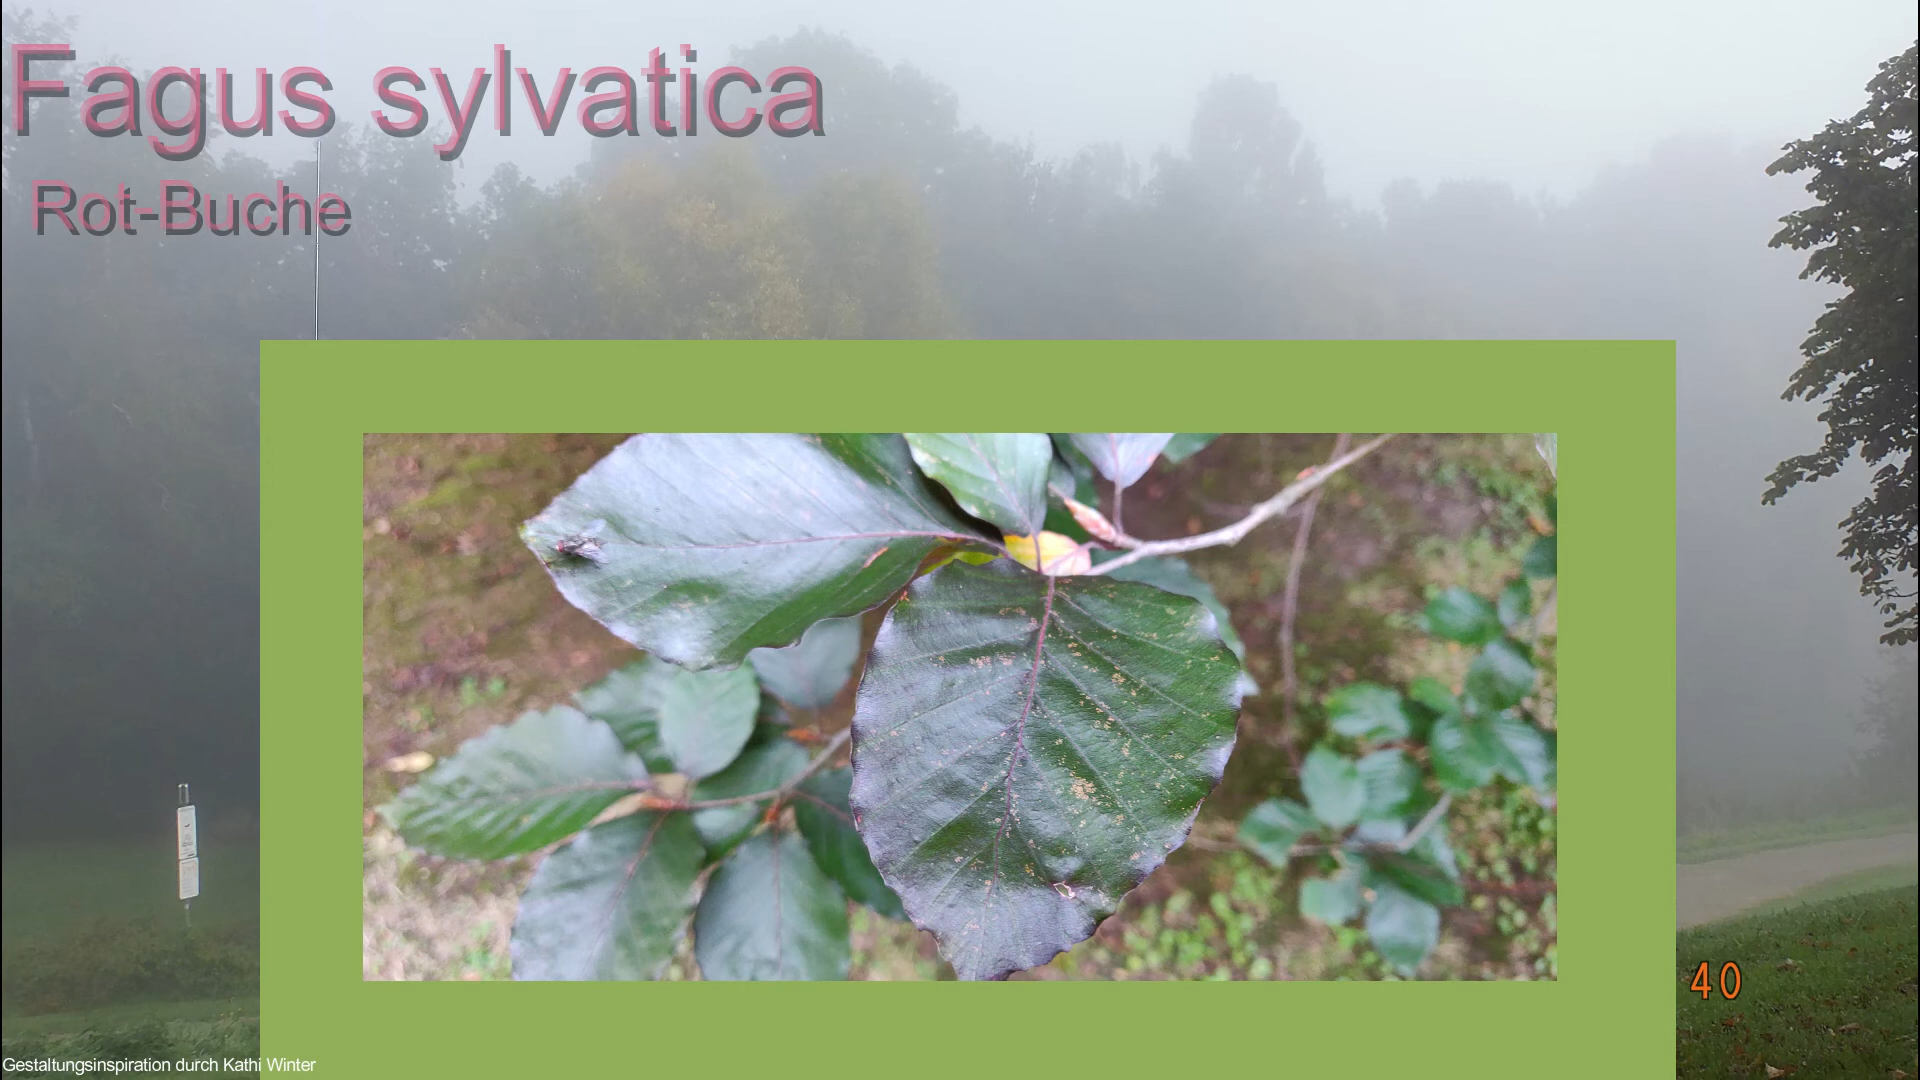 Fagus sylvatica
Rot-Buche
40
Gestaltungsinspiration durch Kathi Winter